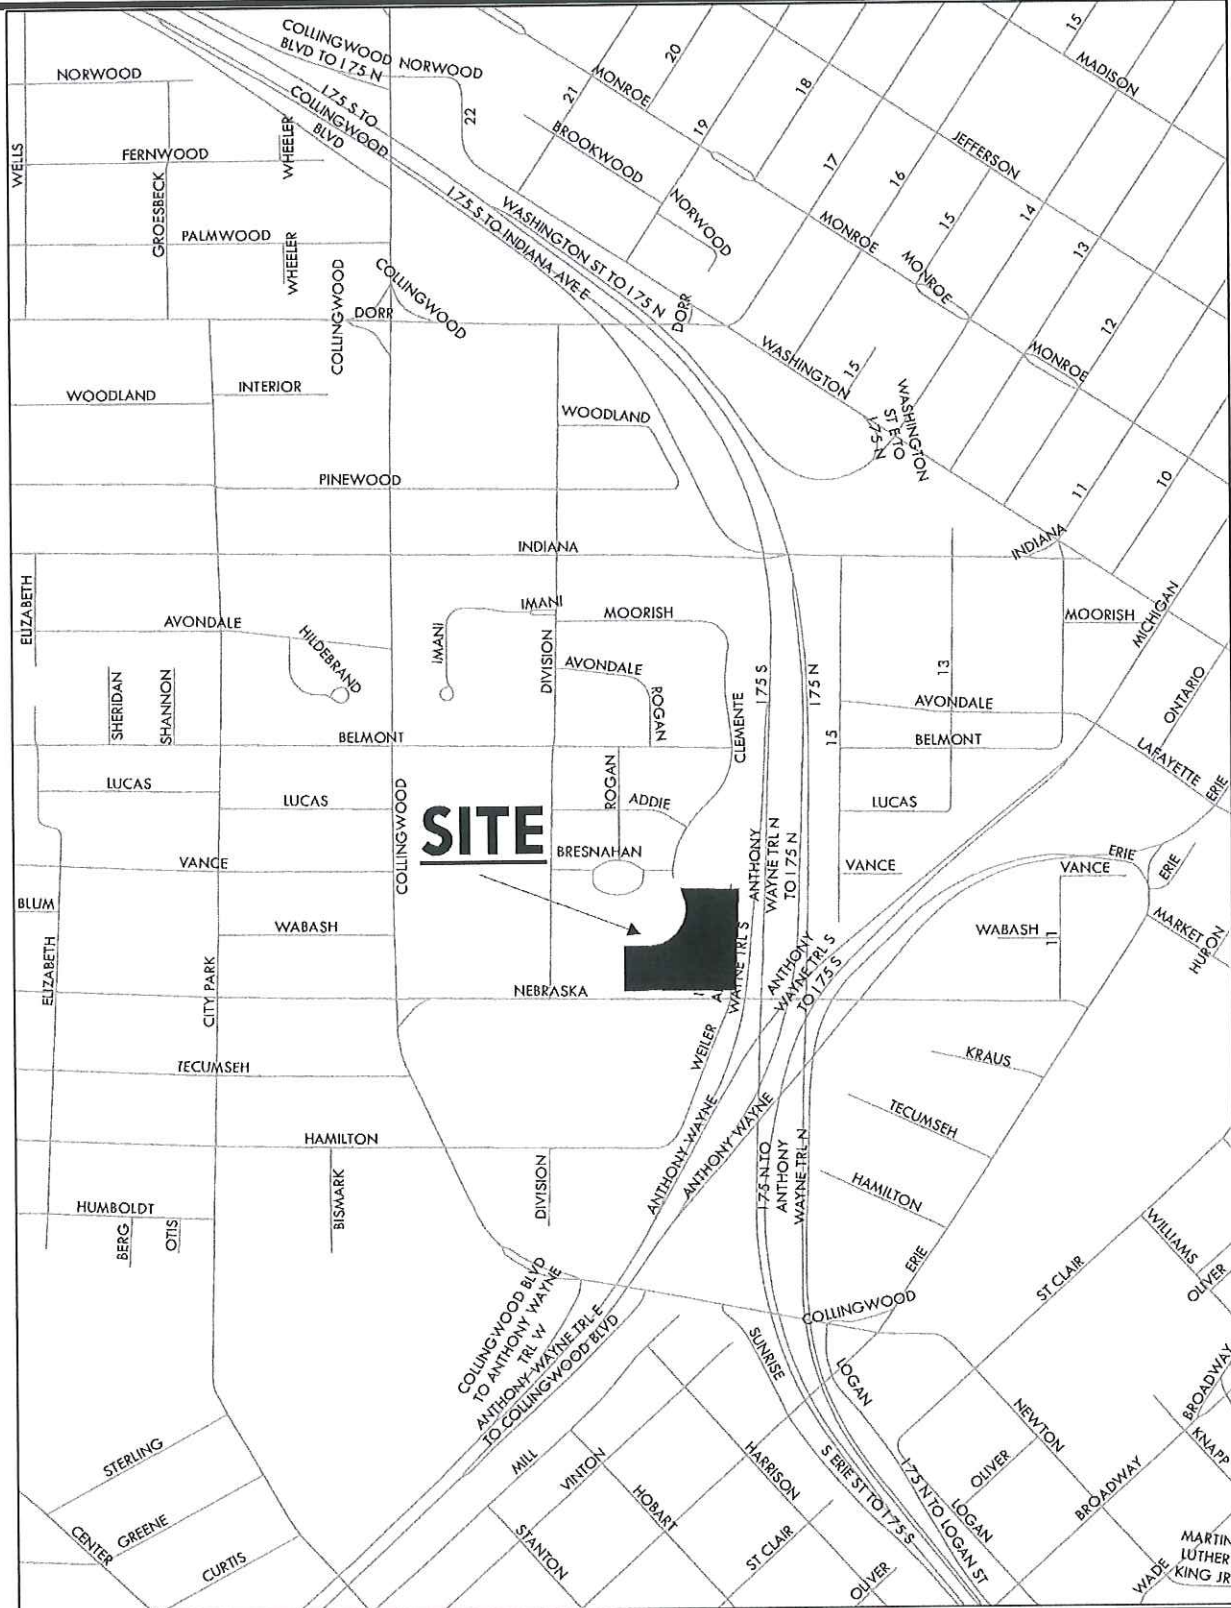 COLLINGWOOD
BLVD TO I 75 N
NORWOOD
20
15
MADISON
NORWOOD
MONROE
18
21
I 75 S TO
COLLINGWOOD
BLVD
22
19
BROOKWOOD
JEFFERSON
WHEELER
FERNWOOD
WELLS
17
16
GROESBECK
I 75 S TO INDIANA AVE E
WASHINGTON ST TO I 75 N
NORWOOD
MONROE
15
14
PALMWOOD
WHEELER
13
COLLINGWOOD
COLLINGWOOD
MONROE
DORR
DORR
12
WASHINGTON
15
MONROE
WOODLAND
INTERIOR
WOODLAND
WASHINGTON
ST E TO
I 75 N
PINEWOOD
11
10
INDIANA
INDIANA
ELIZABETH
IMANI
MOORISH
MOORISH
MICHIGAN
AVONDALE
HILDEBRAND
IMANI
DIVISION
AVONDALE
ROGAN
I 75 S
I 75 N
13
ONTARIO
SHERIDAN
SHANNON
CLEMENTE
AVONDALE
BELMONT
15
BELMONT
LAFAYETTE
ERIE
LUCAS
LUCAS
COLLINGWOOD
ROGAN
ADDIE
LUCAS
SITE
BRESNAHAN
ANTHONY
WAYNE TRL N
TO I 75 N
VANCE
VANCE
ERIE
VANCE
ERIE
BLUM
WABASH
WABASH
11
MARKET
HURON
WAYNE TRL S
ANTHONY
WAYNE TRL S
TO I 75 S
ELIZABETH
CITY PARK
NEBRASKA
WEILER
KRAUS
TECUMSEH
TECUMSEH
HAMILTON
ANTHONY WAYNE
ANTHONY WAYNE
I 75 N TO
ANTHONY
WAYNE TRL N
HAMILTON
BISMARK
DIVISION
HUMBOLDT
BERG
OTIS
WILLIAMS
OLIVER
ERIE
ST CLAIR
COLLINGWOOD BLVD
TO ANTHONY WAYNE
TRL W
ANTHONY WAYNE TRL E
TO COLLINGWOOD BLVD
COLLINGWOOD
SUNRISE
LOGAN
BROADWAY
NEWTON
KNAPP
STERLING
MILL
VINTON
HARRISON
S ERIE ST TO I 75 S
OLIVER
BROADWAY
HOBART
I 75 N TO LOGAN ST
LOGAN
CENTER
GREENE
CURTIS
STANTON
ST CLAIR
OLIVER
WADE
MARTIN
LUTHER
KING JR